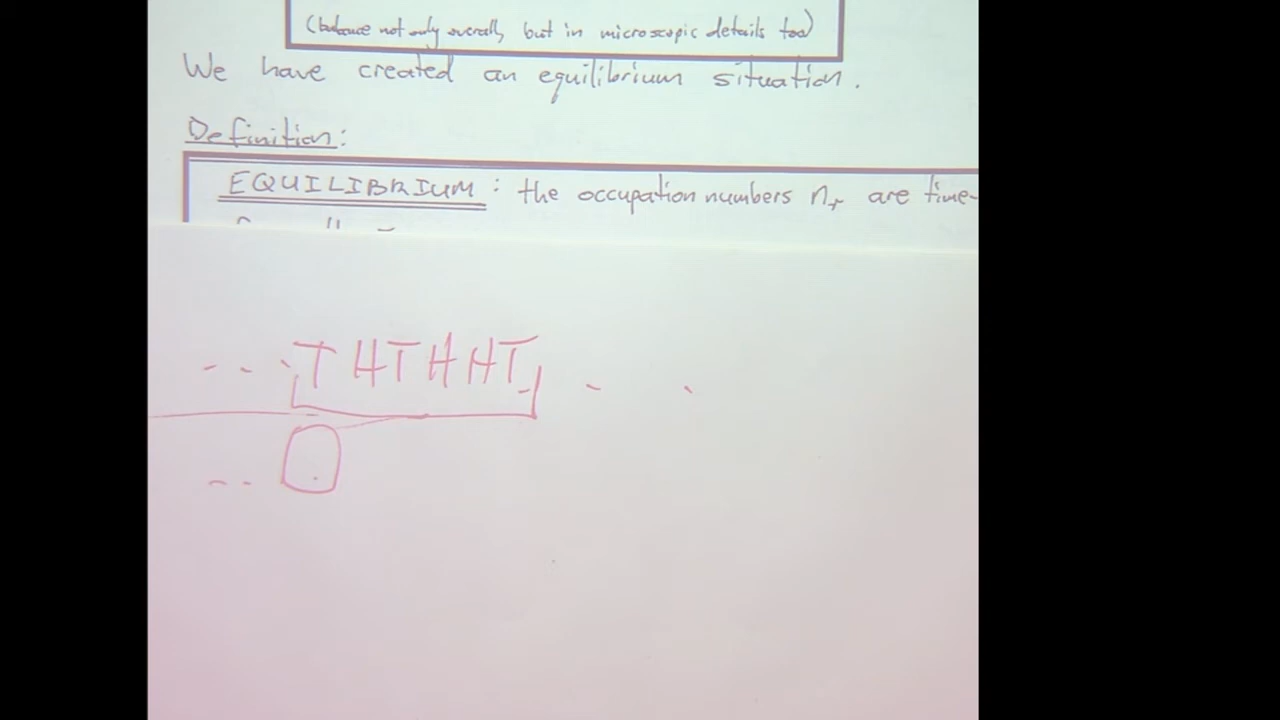 (balance not only overall, but in microscopic details too)
We have created an equilibrium situation.
Definition:
EQUILIBRIUM: the occupation numbers nᵣ are time-
... T H T H H T . .